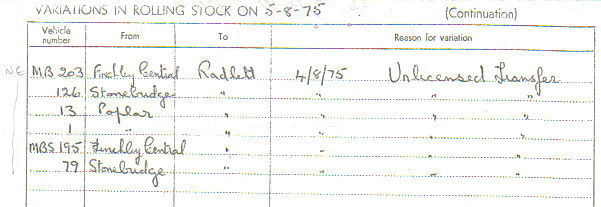 VARIATIONS IN ROLLING STOCK ON 5-8-75 (Continuation)
Vehicle number From To Reason for variation
NE MB 203 Finchley Central Radlett 4/8/75 Unlicensed Transfer
126 Stonebridge " " " "
13 Poplar " " " "
1 " " " " "
MBS 195 Finchley Central " " " "
79 Stonebridge " " " "